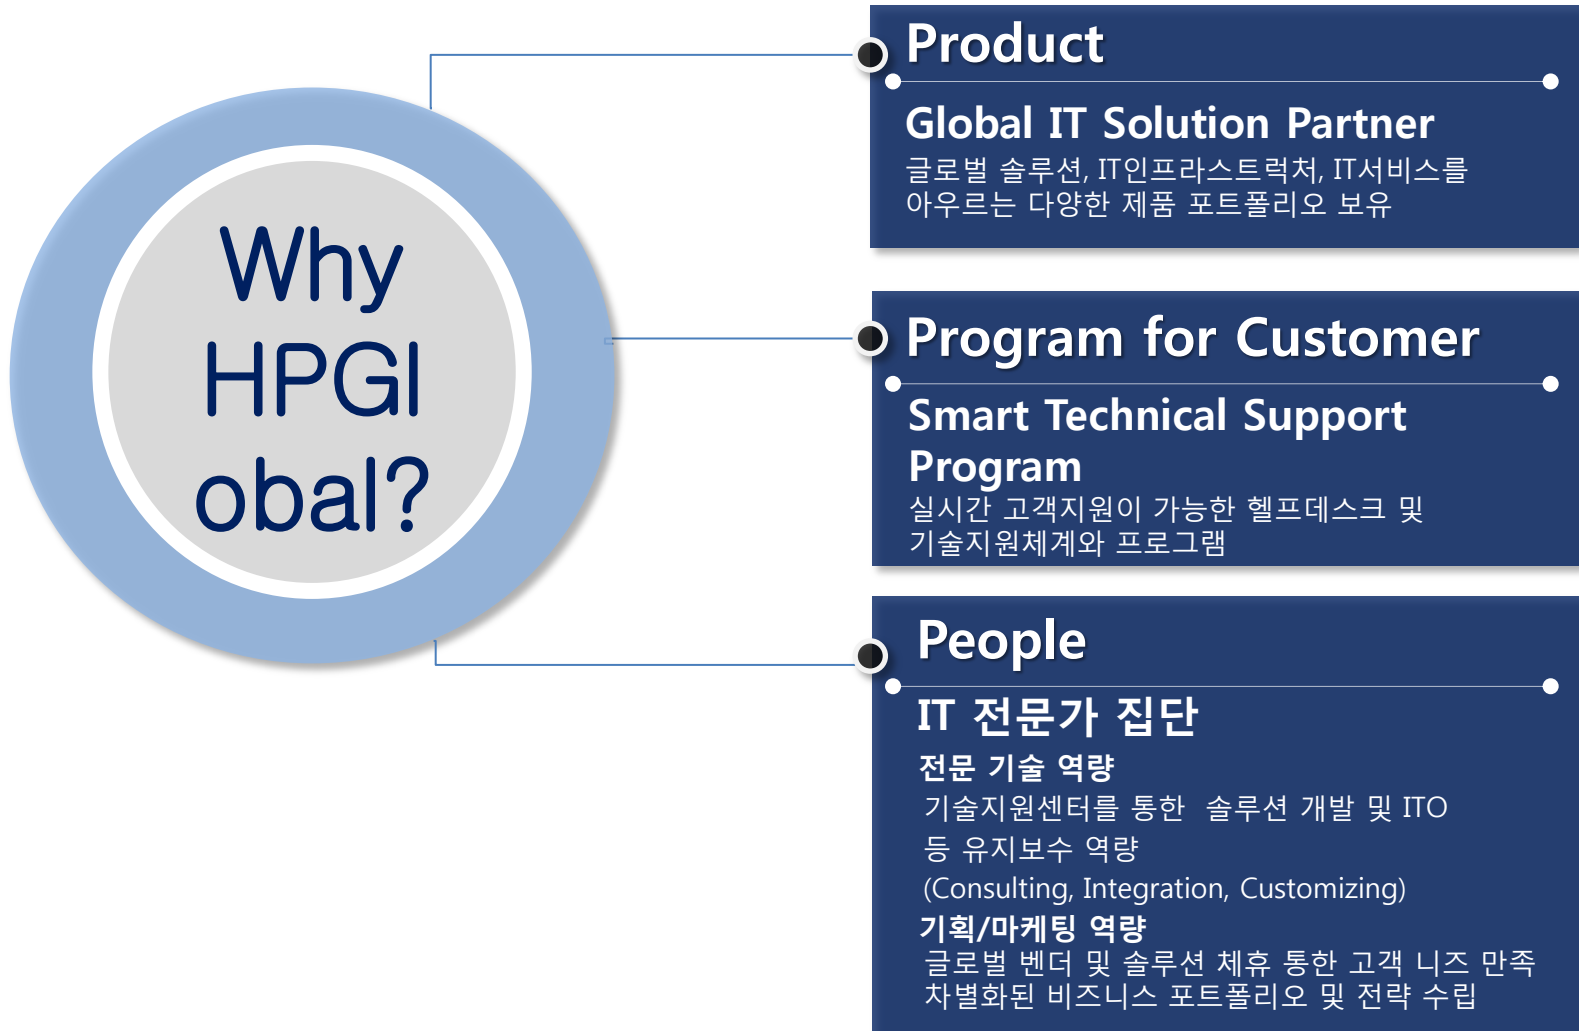 Why
HPGl
obal?
Product
Global IT Solution Partner
글로벌 솔루션, IT인프라스트럭처, IT서비스를
아우르는 다양한 제품 포트폴리오 보유
Program for Customer
Smart Technical Support
Program
실시간 고객지원이 가능한 헬프데스크 및
기술지원체계와 프로그램
People
IT 전문가 집단
전문 기술 역량
기술지원센터를 통한 솔루션 개발 및 ITO
등 유지보수 역량
(Consulting, Integration, Customizing)
기획/마케팅 역량
글로벌 벤더 및 솔루션 체휴 통한 고객 니즈 만족
차별화된 비즈니스 포트폴리오 및 전략 수립